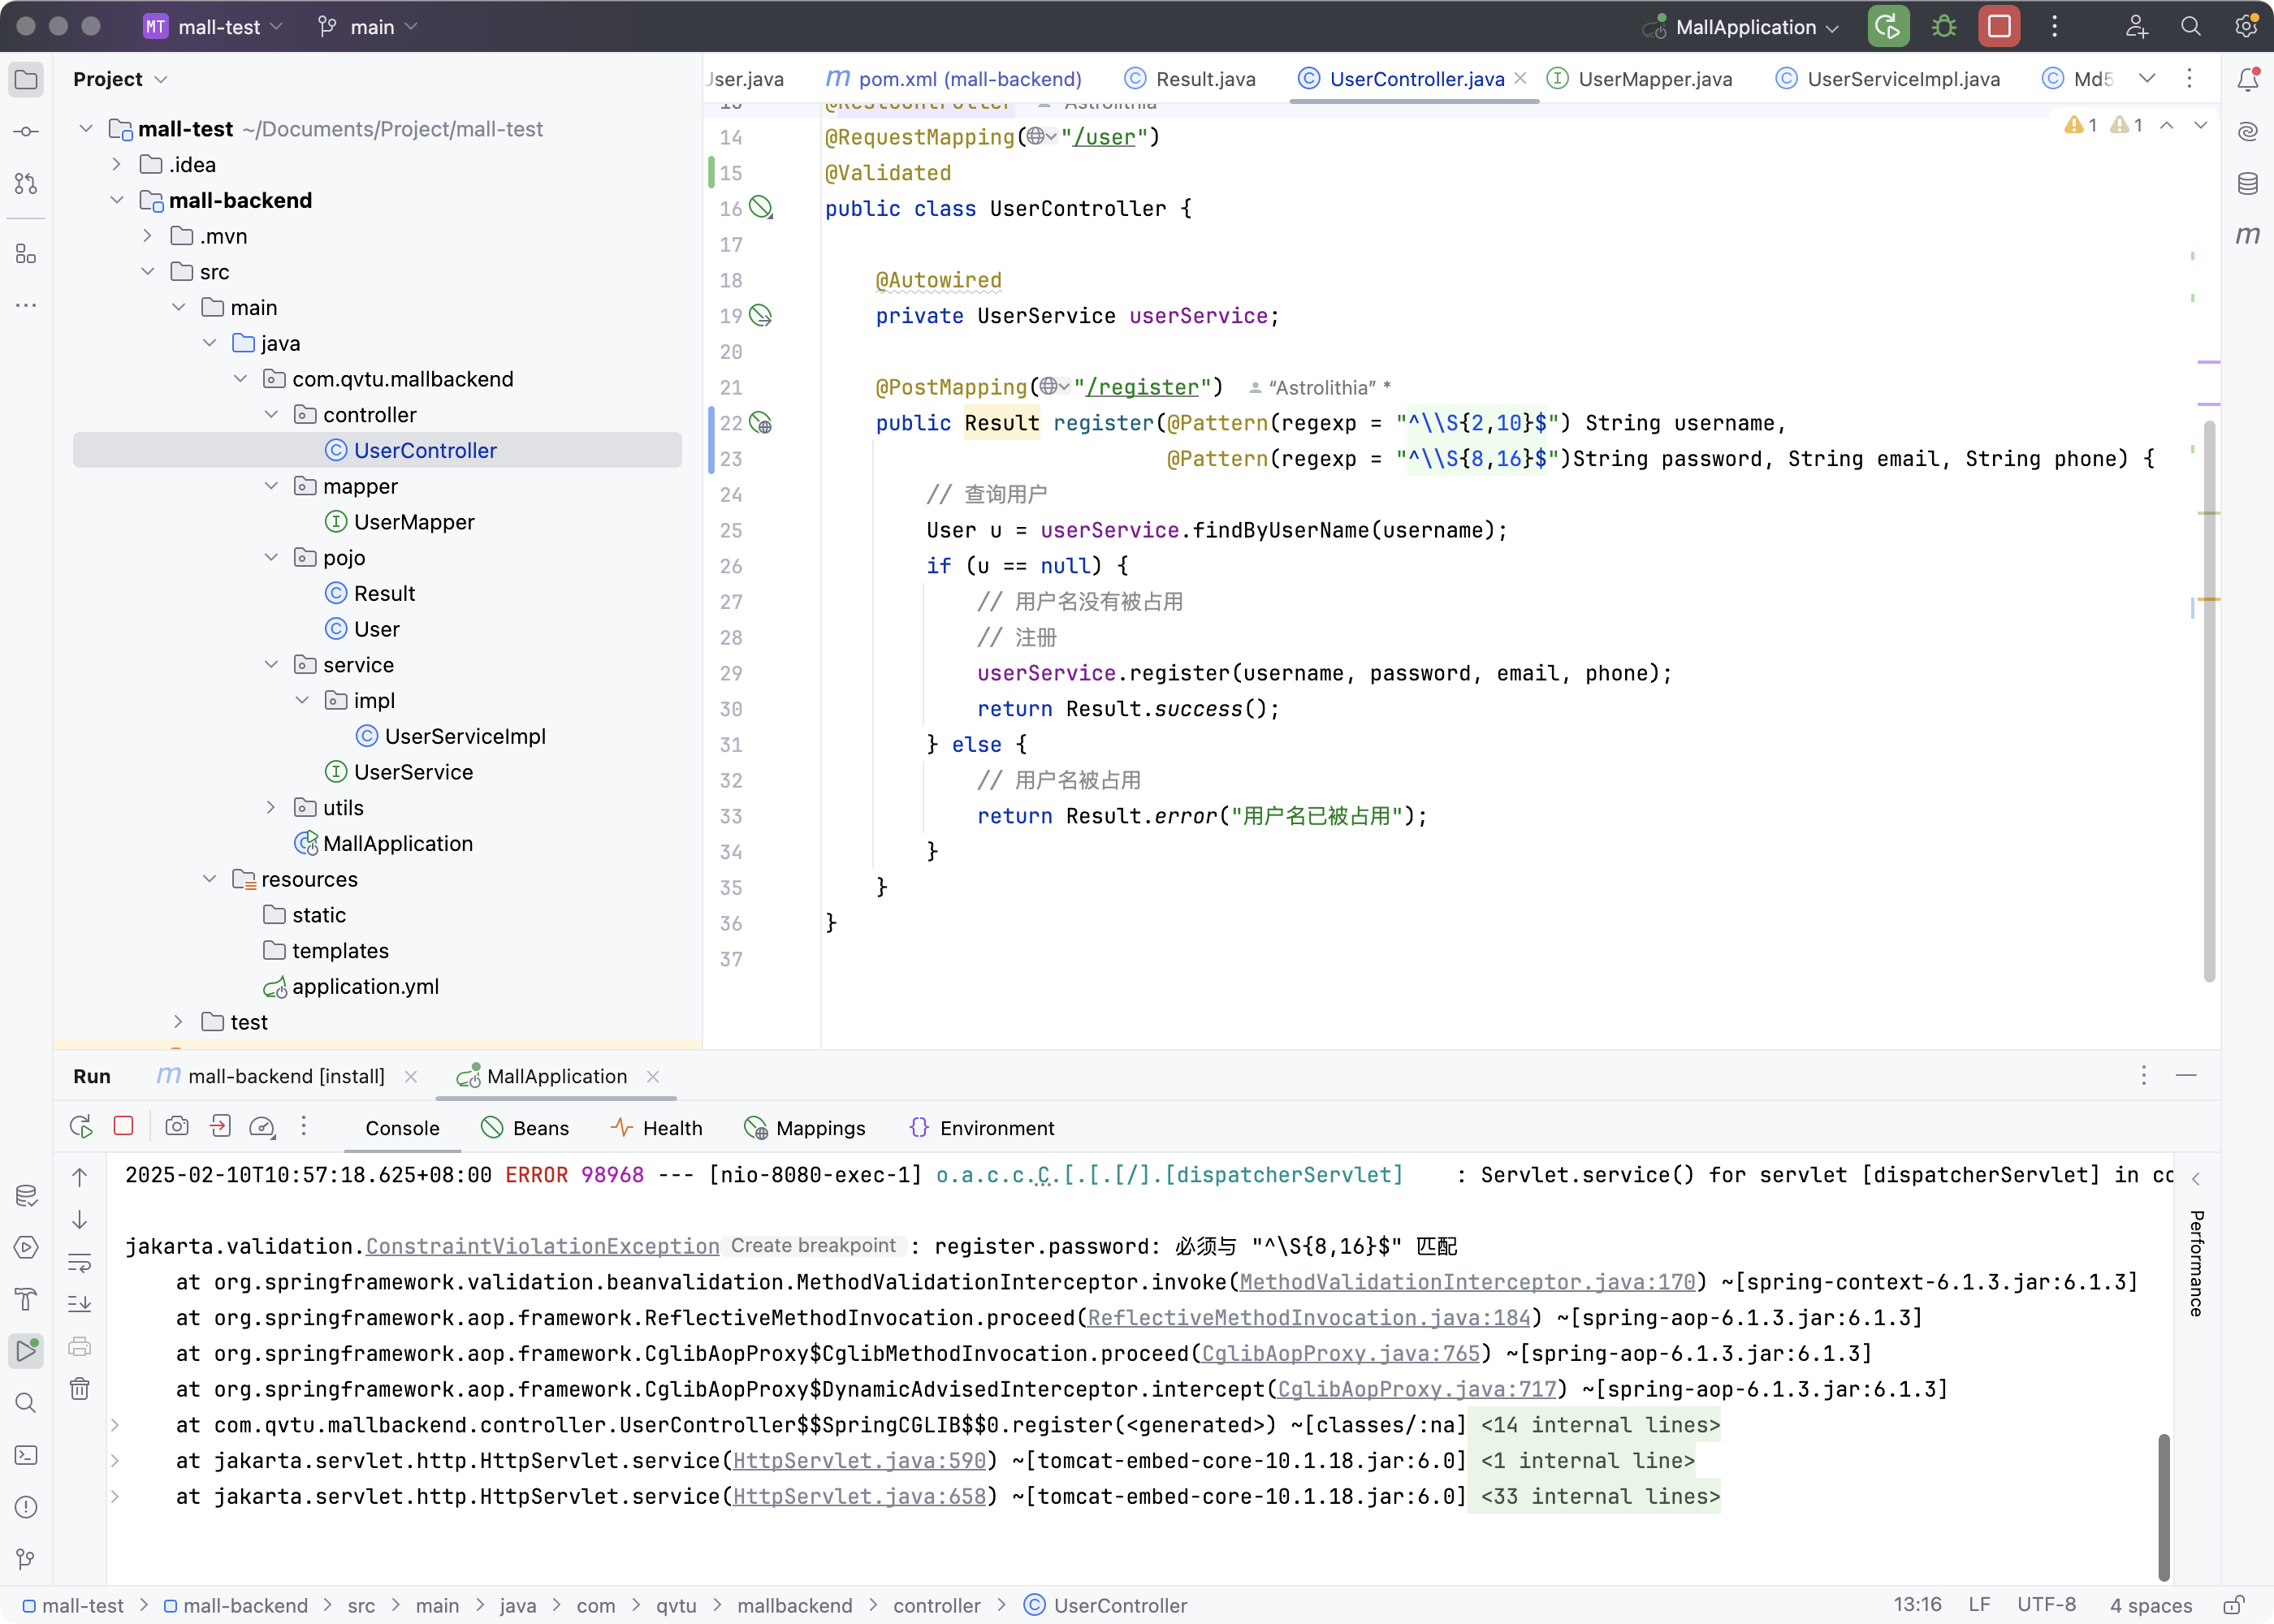 MT mall-test main MallApplication
Project
User.java pom.xml (mall-backend) Result.java UserController.java UserMapper.java UserServiceImpl.java Md5
mall-test ~/Documents/Project/mall-test
.idea
mall-backend
.mvn
src
main
java
com.qvtu.mallbackend
controller
UserController
mapper
UserMapper
pojo
Result
User
service
impl
UserServiceImpl
UserService
utils
MallApplication
resources
static
templates
application.yml
test
13 @RestController Astrolithia
1 1
14 @RequestMapping("/user")
15 @Validated
16 public class UserController {
17
18 @Autowired
19 private UserService userService;
20
21 @PostMapping("/register") "Astrolithia" *
22 public Result register(@Pattern(regexp = "^\\S{2,10}$") String username,
23 @Pattern(regexp = "^\\S{8,16}$")String password, String email, String phone) {
24 // 查询用户
25 User u = userService.findByUserName(username);
26 if (u == null) {
27 // 用户名没有被占用
28 // 注册
29 userService.register(username, password, email, phone);
30 return Result.success();
31 } else {
32 // 用户名被占用
33 return Result.error("用户名已被占用");
34 }
35 }
36 }
37
Run mall-backend [install] MallApplication
Console Beans Health Mappings Environment
2025-02-10T10:57:18.625+08:00 ERROR 98968 --- [nio-8080-exec-1] o.a.c.c.C.[.[.[/].[dispatcherServlet] : Servlet.service() for servlet [dispatcherServlet] in co
jakarta.validation.ConstraintViolationException Create breakpoint : register.password: 必须与 "^\S{8,16}$" 匹配
at org.springframework.validation.beanvalidation.MethodValidationInterceptor.invoke(MethodValidationInterceptor.java:170) ~[spring-context-6.1.3.jar:6.1.3]
at org.springframework.aop.framework.ReflectiveMethodInvocation.proceed(ReflectiveMethodInvocation.java:184) ~[spring-aop-6.1.3.jar:6.1.3]
at org.springframework.aop.framework.CglibAopProxy$CglibMethodInvocation.proceed(CglibAopProxy.java:765) ~[spring-aop-6.1.3.jar:6.1.3]
at org.springframework.aop.framework.CglibAopProxy$DynamicAdvisedInterceptor.intercept(CglibAopProxy.java:717) ~[spring-aop-6.1.3.jar:6.1.3]
at com.qvtu.mallbackend.controller.UserController$$SpringCGLIB$$0.register(<generated>) ~[classes/:na] <14 internal lines>
at jakarta.servlet.http.HttpServlet.service(HttpServlet.java:590) ~[tomcat-embed-core-10.1.18.jar:6.0] <1 internal line>
at jakarta.servlet.http.HttpServlet.service(HttpServlet.java:658) ~[tomcat-embed-core-10.1.18.jar:6.0] <33 internal lines>
Performance
mall-test > mall-backend > src > main > java > com > qvtu > mallbackend > controller > UserController 13:16 LF UTF-8 4 spaces